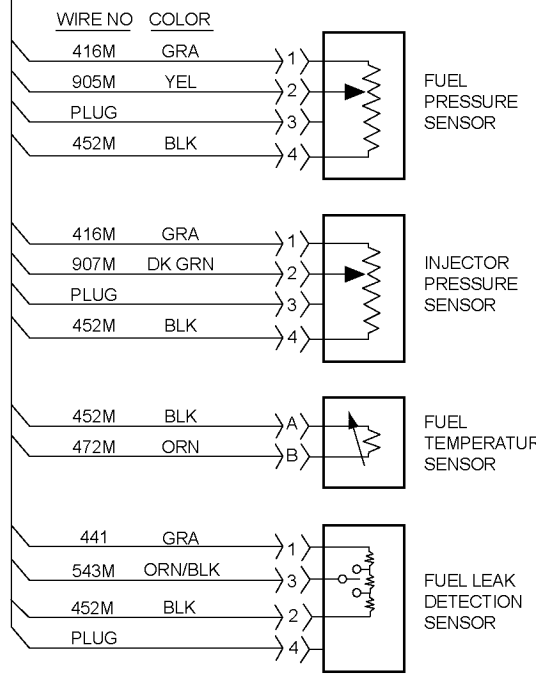 WIRE NO COLOR
416M GRA 1
905M YEL 2
PLUG 3
452M BLK 4
FUEL
PRESSURE
SENSOR
416M GRA 1
907M DK GRN 2
PLUG 3
452M BLK 4
INJECTOR
PRESSURE
SENSOR
452M BLK A
472M ORN B
FUEL
TEMPERATUR
SENSOR
441 GRA 1
543M ORN/BLK 3
452M BLK 2
PLUG 4
FUEL LEAK
DETECTION
SENSOR